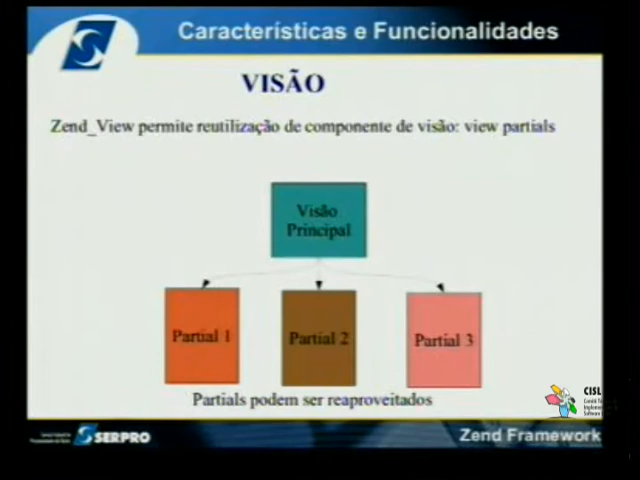 Características e Funcionalidades
VISÃO
Zend_View permite reutilização de componente de visão: view partials
Visão
Principal
Partial 1
Partial 2
Partial 3
Partials podem ser reaproveitados
CISL
Software
SERPRO
Zend Framework